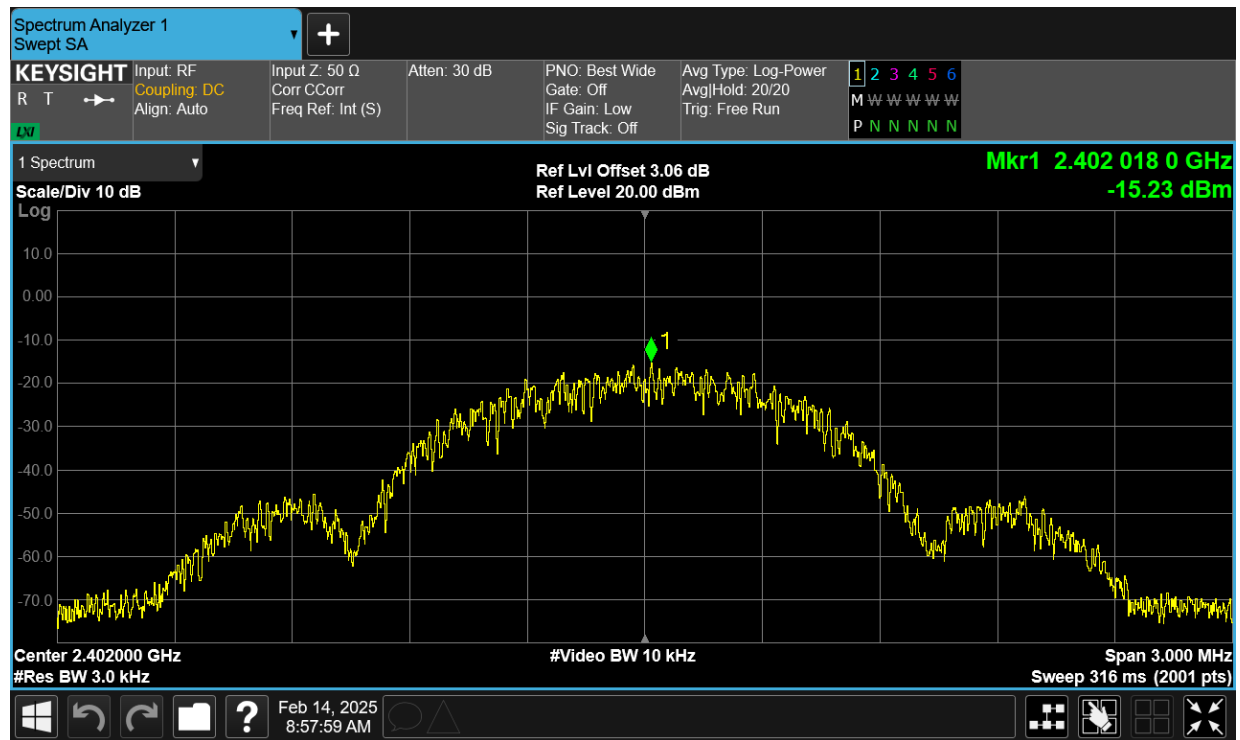 Spectrum Analyzer 1
Swept SA
KEYSIGHT
R T
LXI
Input: RF
Coupling: DC
Align: Auto
Input Z: 50 Ω
Corr CCorr
Freq Ref: Int (S)
Atten: 30 dB
PNO: Best Wide
Gate: Off
IF Gain: Low
Sig Track: Off
Avg Type: Log-Power
Avg|Hold: 20/20
Trig: Free Run
1 2 3 4 5 6
M W W W W W W
P N N N N N N
1 Spectrum
Scale/Div 10 dB
Ref Lvl Offset 3.06 dB
Ref Level 20.00 dBm
Mkr1 2.402 018 0 GHz
-15.23 dBm
Log
10.0
0.00
-10.0
-20.0
-30.0
-40.0
-50.0
-60.0
-70.0
1
Center 2.402000 GHz
#Res BW 3.0 kHz
#Video BW 10 kHz
Span 3.000 MHz
Sweep 316 ms (2001 pts)
?
Feb 14, 2025
8:57:59 AM